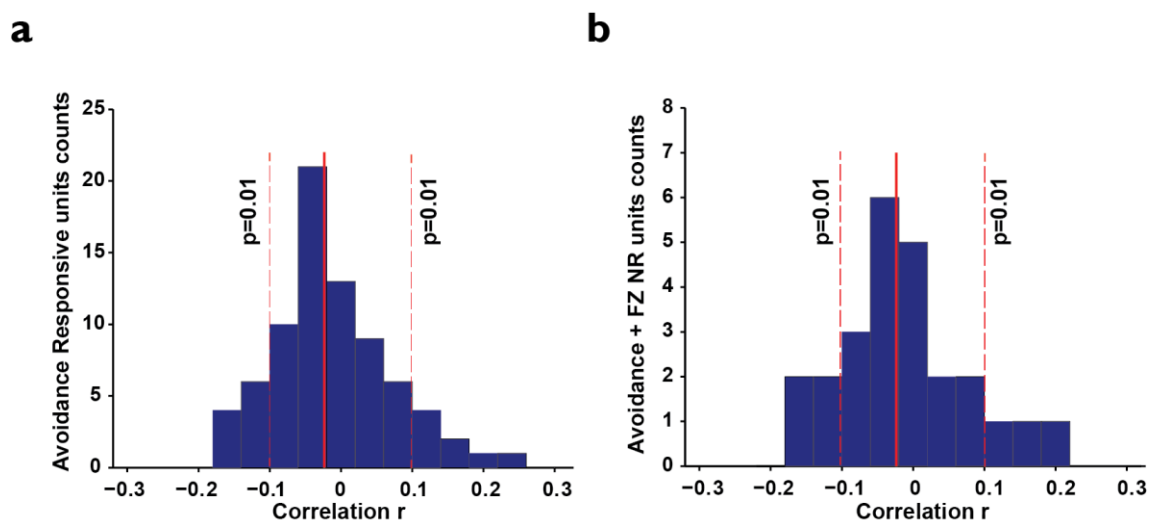 a
Avoidance Responsive units counts
25
20
15
10
5
0
p=0.01
p=0.01
−0.3
−0.2
−0.1
0
0.1
0.2
0.3
Correlation r
b
Avoidance + FZ NR units counts
8
7
6
5
4
3
2
1
0
p=0.01
p=0.01
−0.3
−0.2
−0.1
0
0.1
0.2
0.3
Correlation r